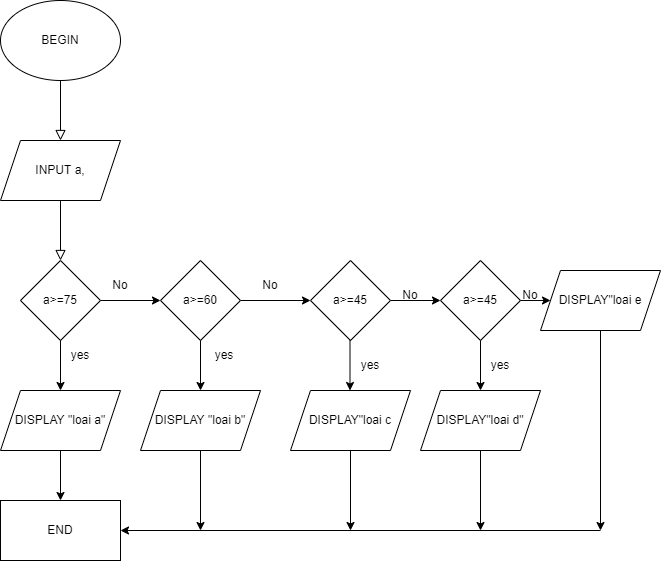 BEGIN
INPUT a,
a>=75
No
a>=60
No
a>=45
No
a>=45
No
DISPLAY"loai e
yes
yes
yes
yes
DISPLAY "loai a"
DISPLAY "loai b"
DISPLAY"loai c
DISPLAY"loai d"
END